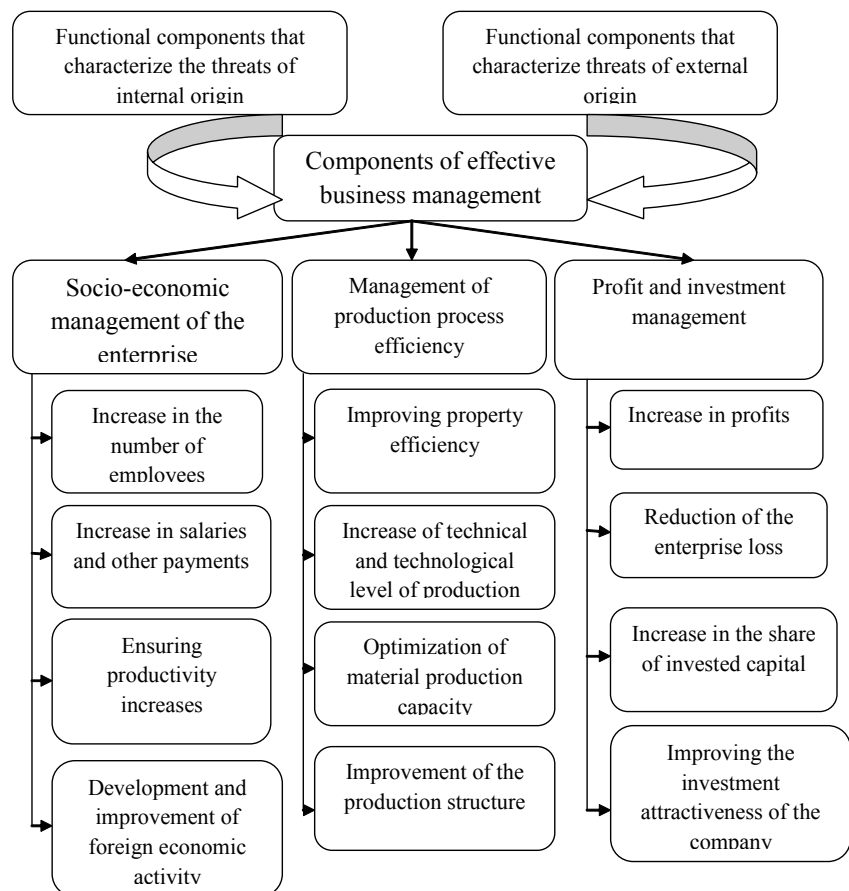 Functional components that
characterize the threats of
internal origin
Functional components that
characterize threats of external
origin
Components of effective
business management
Socio-economic
management of the
enterprise
Management of
production process
efficiency
Profit and investment
management
Increase in the
number of
employees
Increase in salaries
and other payments
Ensuring
productivity
increases
Development and
improvement of
foreign economic
activity
Improving property
efficiency
Increase of technical
and technological
level of production
Optimization of
material production
capacity
Improvement of the
production structure
Increase in profits
Reduction of the
enterprise loss
Increase in the share
of invested capital
Improving the
investment
attractiveness of the
company